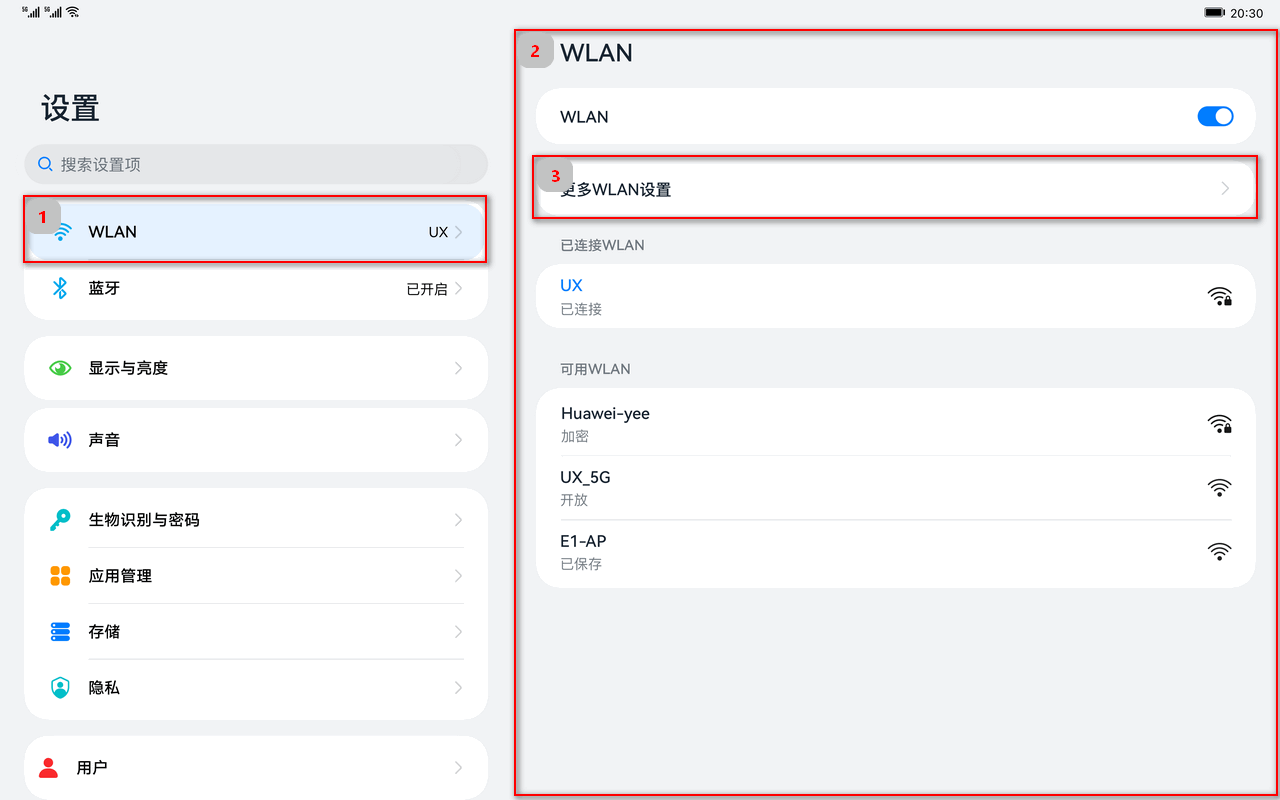 5G 5G
20:30
设置
搜索设置项
1
WLAN UX
蓝牙 已开启
显示与亮度
声音
生物识别与密码
应用管理
存储
隐私
用户
2 WLAN
WLAN
3
更多WLAN设置
已连接WLAN
UX
已连接
可用WLAN
Huawei-yee
加密
UX_5G
开放
E1-AP
已保存